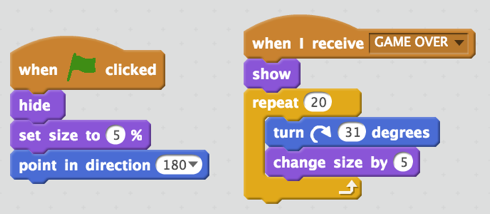 when clicked
hide
set size to 5 %
point in direction 180
when I receive GAME OVER
show
repeat 20
turn 31 degrees
change size by 5